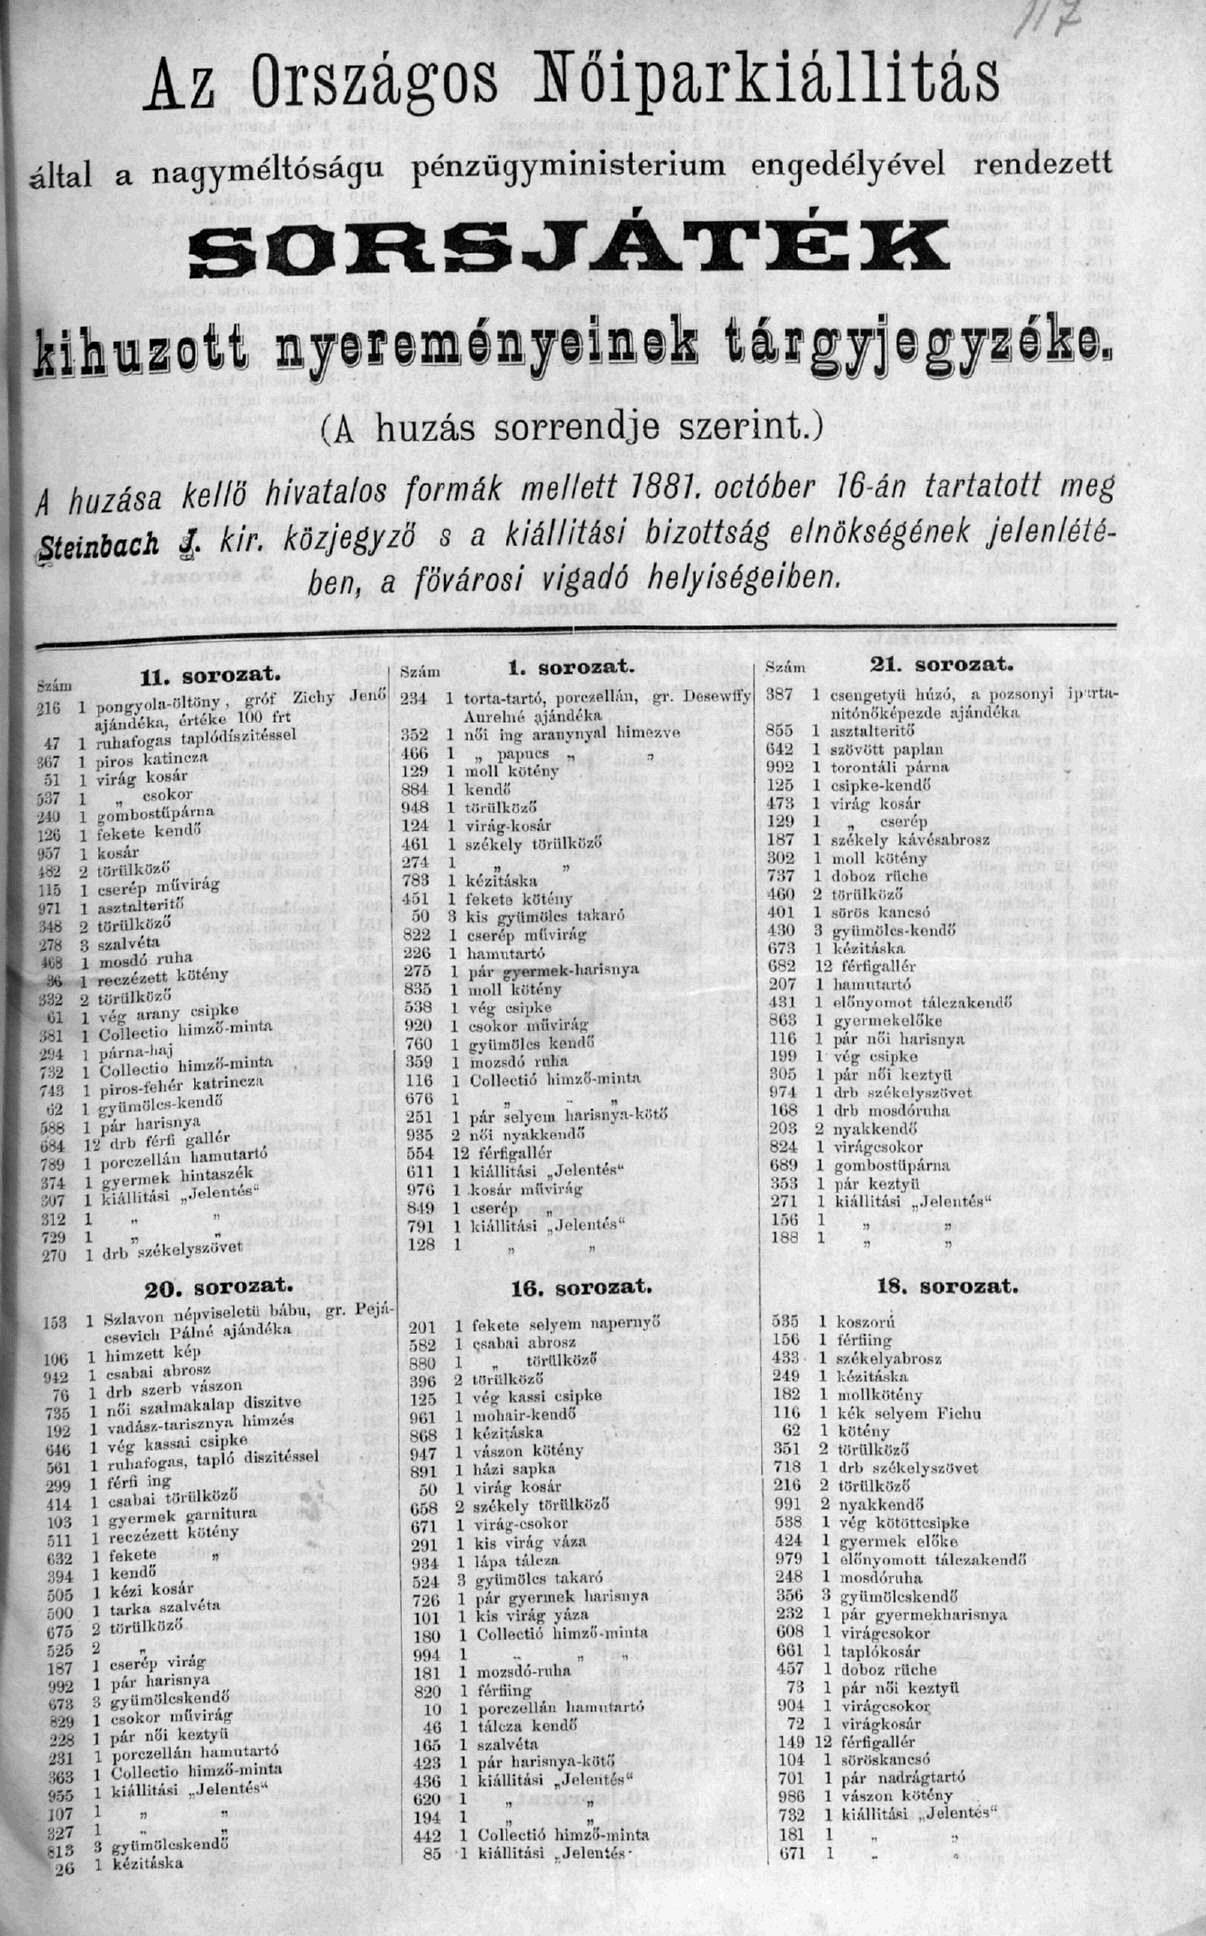 117
Az Országos Nőiparkiállitás
által a nagyméltóságu pénzügyministerium engedélyével rendezett
SORSJÁTÉK
kihuzott nyereményeinek tárgyjegyzéke.
(A huzás sorrendje szerint.)
A huzása kellő hivatalos formák mellett 1881. october 16-án tartatott meg
Steinbach J. kir. közjegyző s a kiállitási bizottság elnökségének jelenlété-
ben, a fővárosi vigadó helyiségeiben.
Szám 11. sorozat.
216 1 pongyola-öltöny, gróf Zichy Jenő
ajándéka, értéke 100 frt
47 1 ruhafogas taplódíszitéssel
367 1 piros katincza
51 1 virág kosár
537 1 „ csokor
240 1 gombostűpárna
126 1 fekete kendő
957 1 kosár
482 2 törülköző
115 1 cserép művirág
971 1 asztalteritő
348 2 törülköző
278 3 szalvéta
468 1 mosdó ruha
36 1 reczézett kötény
332 2 törülköző
61 1 vég arany csipke
381 1 Collectio himző-minta
294 1 párna-haj
732 1 Collectio himző-minta
743 1 piros-fehér katrincza
62 1 gyümölcs-kendő
588 1 pár harisnya
684 12 drb férfi gallér
789 1 porczellán hamutartó
374 1 gyermek hintaszék
307 1 kiállitási „Jelentés“
312 1 „ „
729 1 „ „
270 1 drb székelyszövet
20. sorozat.
153 1 Szlavon népviseletü bábu, gr. Pejá-
csevich Pálné ajándéka
106 1 himzett kép
942 1 csabai abrosz
76 1 drb szerb vászon
735 1 női szalmakalap diszitve
192 1 vadász-tarisznya himzés
646 1 vég kassai csipke
561 1 ruhafogas, tapló diszitéssel
299 1 férfi ing
414 1 csabai törülköző
103 1 gyermek garnitura
511 1 reczézett kötény
632 1 fekete „
394 1 kendő
505 1 kézi kosár
500 1 tarka szalvéta
675 2 törülköző
525 2 „
187 1 cserép virág
992 1 pár harisnya
673 3 gyümölcskendő
829 1 csokor művirág
228 1 pár női keztyü
231 1 porczellán hamutartó
363 1 Collectio himző-minta
955 1 kiállitási „Jelentés“
107 1 „ „
327 1 „ „
813 3 gyümölcskendő
26 1 kézitáska
Szám 1. sorozat.
234 1 torta-tartó, porczellán, gr. Desewffy
Aurelné ajándéka
352 1 női ing aranynyal himezve
466 1 „ papucs „ „
129 1 moll kötény
884 1 kendő
948 1 törülköző
124 1 virág-kosár
461 1 székely törülköző
274 1 „ „
783 1 kézitáska
451 1 fekete kötény
50 3 kis gyümölcs takaró
822 1 cserép művirág
226 1 hamutartó
275 1 pár gyermek-harisnya
835 1 moll kötény
538 1 vég csipke
920 1 csokor művirág
760 1 gyümölcs kendő
359 1 mozsdó ruha
116 1 Collectió himző-minta
676 1 „ - „
251 1 pár selyem harisnya-kötő
935 2 női nyakkendő
554 12 férfigallér
611 1 kiállitási „Jelentés“
976 1 kosár művirág
849 1 cserép „
791 1 kiállitási „Jelentés“
128 1 „ „
16. sorozat.
201 1 fekete selyem napernyő
582 1 csabai abrosz
880 1 „ törülköző
396 2 törülköző
125 1 vég kassi csipke
961 1 mohair-kendő
868 1 kézitáska
947 1 vászon kötény
891 1 házi sapka
50 1 virág kosár
658 2 székely törülköző
671 1 virág-csokor
291 1 kis virág váza
934 1 lápa tálcza
524 3 gyümölcs takaró
726 1 pár gyermek harisnya
101 1 kis virág yáza
180 1 Collectió himző-minta
994 1 „ „ „
181 1 mozsdó-ruha
820 1 férfiing
10 1 porczellán hamutartó
46 1 tálcza kendő
165 1 szalvéta
423 1 pár harisnya-kötő
436 1 kiállitási „Jelentés“
620 1 „ „
194 1 „ „
442 1 Collectió himző-minta
85 1 kiállitási „Jelentés“
Szám 21. sorozat.
387 1 csengetyü húzó, a pozsonyi iparta-
nitónőképezde ajándéka
855 1 asztalteritő
642 1 szövött paplan
992 1 torontáli párna
125 1 csipke-kendő
473 1 virág kosár
129 1 „ cserép
187 1 székely kávésabrosz
302 1 moll kötény
737 1 doboz rüche
460 2 törülköző
401 1 sörös kancsó
430 3 gyümölcs-kendő
673 1 kézitáska
682 12 férfigallér
207 1 hamutartó
431 1 előnyomot tálczakendő
863 1 gyermekelőke
116 1 pár női harisnya
199 1 vég csipke
305 1 pár női keztyü
974 1 drb székelyszövet
168 1 drb mosdóruha
203 2 nyakkendő
824 1 virágcsokor
689 1 gombostüpárna
353 1 pár keztyü
271 1 kiállitási „Jelentés“
156 1 „ „
188 1 „ „
18. sorozat.
535 1 koszorú
156 1 férfiing
433 1 székelyabrosz
249 1 kézitáska
182 1 mollkötény
116 1 kék selyem Fichu
62 1 kötény
351 2 törülköző
718 1 drb székelyszövet
216 2 törülköző
991 2 nyakkendő
538 1 vég kötöttcsipke
424 1 gyermek előke
979 1 előnyomott tálczakendő
248 1 mosdóruha
356 3 gyümölcskendő
232 1 pár gyermekharisnya
608 1 virágcsokor
661 1 taplókosár
457 1 doboz rüche
73 1 pár női keztyü
904 1 virágcsokor
72 1 virágkosár
149 12 férfigallér
104 1 söröskancsó
701 1 pár nadrágtartó
986 1 vászon kötény
732 1 kiállitási „Jelentés“
181 1 „ „
671 1 „ „